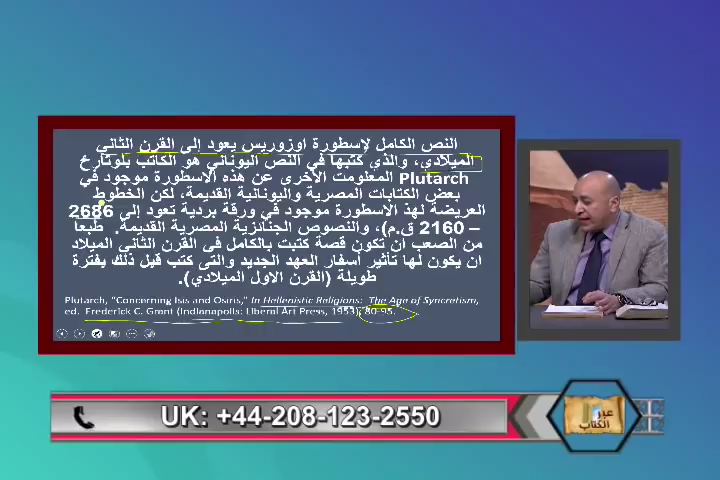 النص الكامل لإسطورة اوزوريس يعود إلى القرن الثاني
الميلادي، والذي كتبها في النص اليوناني هو الكاتب بلوتارخ
Plutarch المعلومت الأخرى عن هذه الاسطورة موجود في
بعض الكتابات المصرية واليونانية القديمة، لكن الخطوط
العريضة لهذ الاسطورة موجود في ورقة بردية تعود إلى 2686
– 2160 ق.م)، والنصوص الجنائزية المصرية القديمة. طبعا
من الصعب ان تكون قصة كتبت بالكامل في القرن الثاني الميلاد
ان يكون لها تأثير أسفار العهد الجديد والتى كتب قبل ذلك بفترة
طويلة (القرن الاول الميلادي).
Plutarch, "Concerning Isis and Osiris," In Hellenistic Religions: The Age of Syncretism,
ed. Frederick C. Grant (Indianapolis: Liberal Art Press, 1953), 80-95.
UK: +44-208-123-2550
عبر
الكتاب